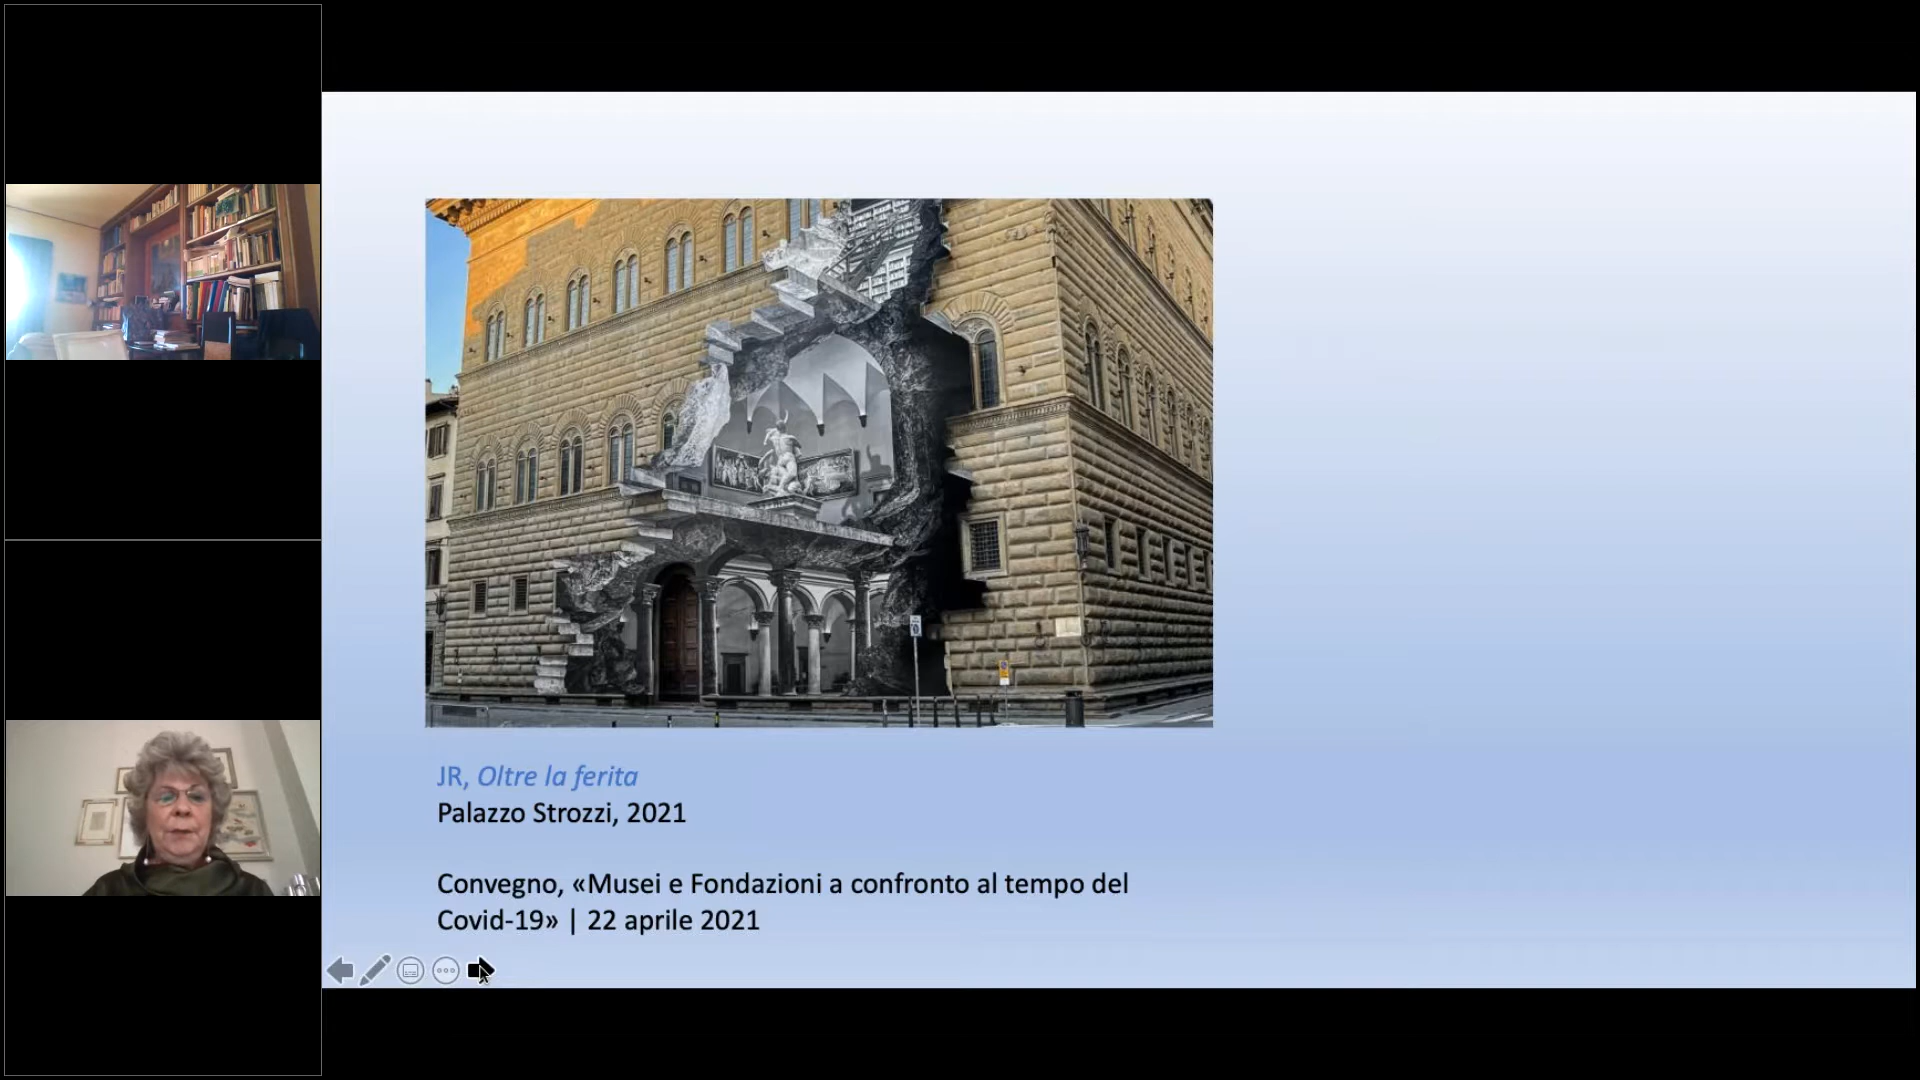 JR, Oltre la ferita
Palazzo Strozzi, 2021
Convegno, «Musei e Fondazioni a confronto al tempo del
Covid-19» | 22 aprile 2021